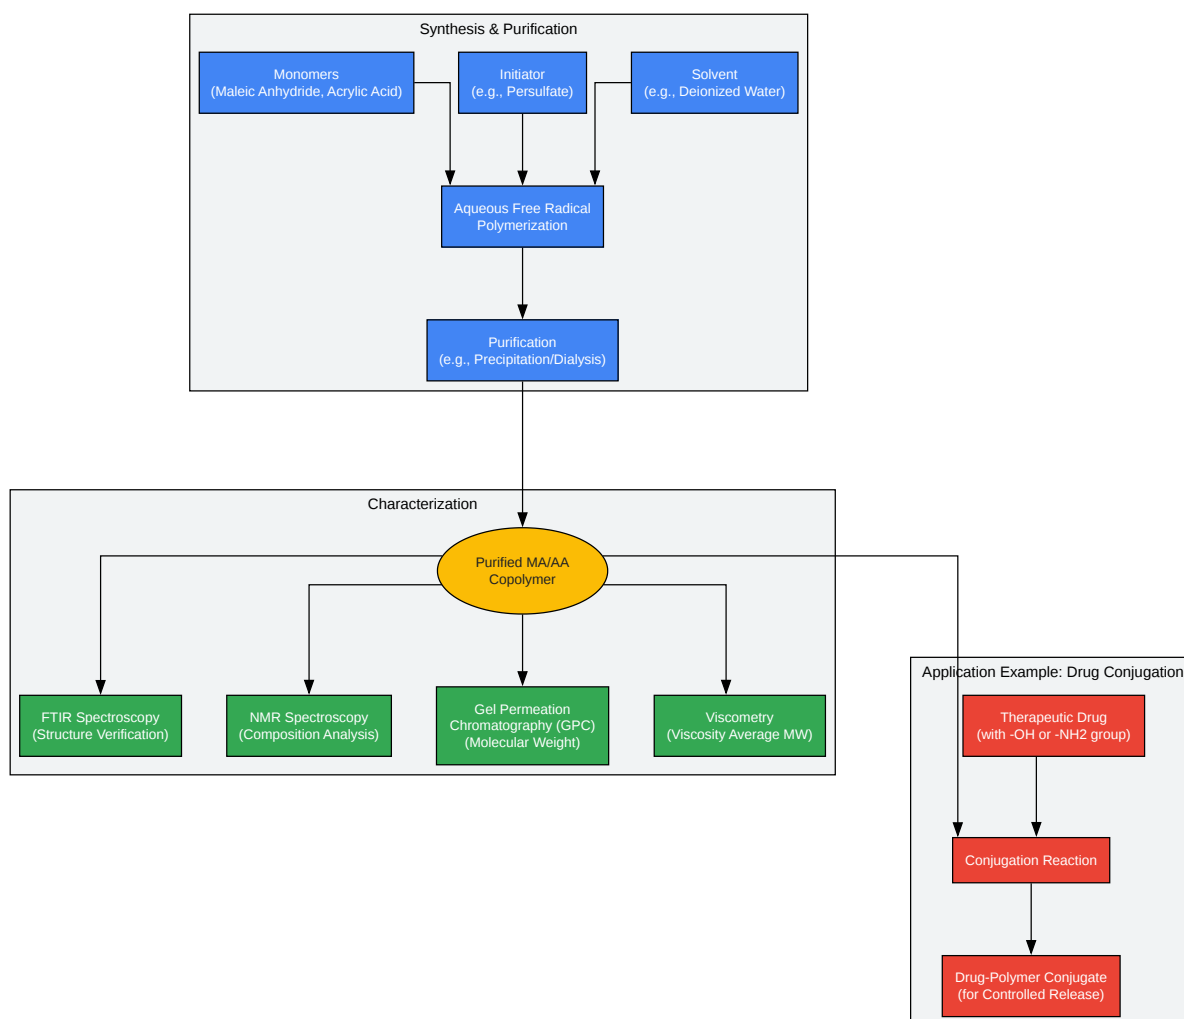 Synthesis & Purification
Monomers
(Maleic Anhydride, Acrylic Acid)
Initiator
(e.g., Persulfate)
Solvent
(e.g., Deionized Water)
Aqueous Free Radical
Polymerization
Purification
(e.g., Precipitation/Dialysis)
Characterization
Purified MA/AA
Copolymer
FTIR Spectroscopy
(Structure Verification)
NMR Spectroscopy
(Composition Analysis)
Gel Permeation
Chromatography (GPC)
(Molecular Weight)
Viscometry
(Viscosity Average MW)
Application Example: Drug Conjugation
Therapeutic Drug
(with -OH or -NH2 group)
Conjugation Reaction
Drug-Polymer Conjugate
(for Controlled Release)